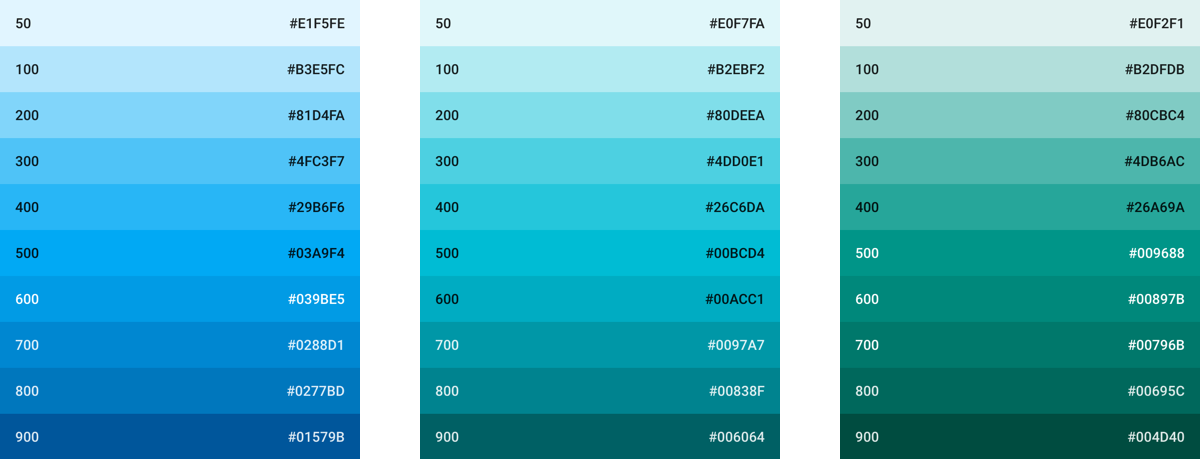 50 #E1F5FE
100 #B3E5FC
200 #81D4FA
300 #4FC3F7
400 #29B6F6
500 #03A9F4
600 #039BE5
700 #0288D1
800 #0277BD
900 #01579B
50 #E0F7FA
100 #B2EBF2
200 #80DEEA
300 #4DD0E1
400 #26C6DA
500 #00BCD4
600 #00ACC1
700 #0097A7
800 #00838F
900 #006064
50 #E0F2F1
100 #B2DFDB
200 #80CBC4
300 #4DB6AC
400 #26A69A
500 #009688
600 #00897B
700 #00796B
800 #00695C
900 #004D40